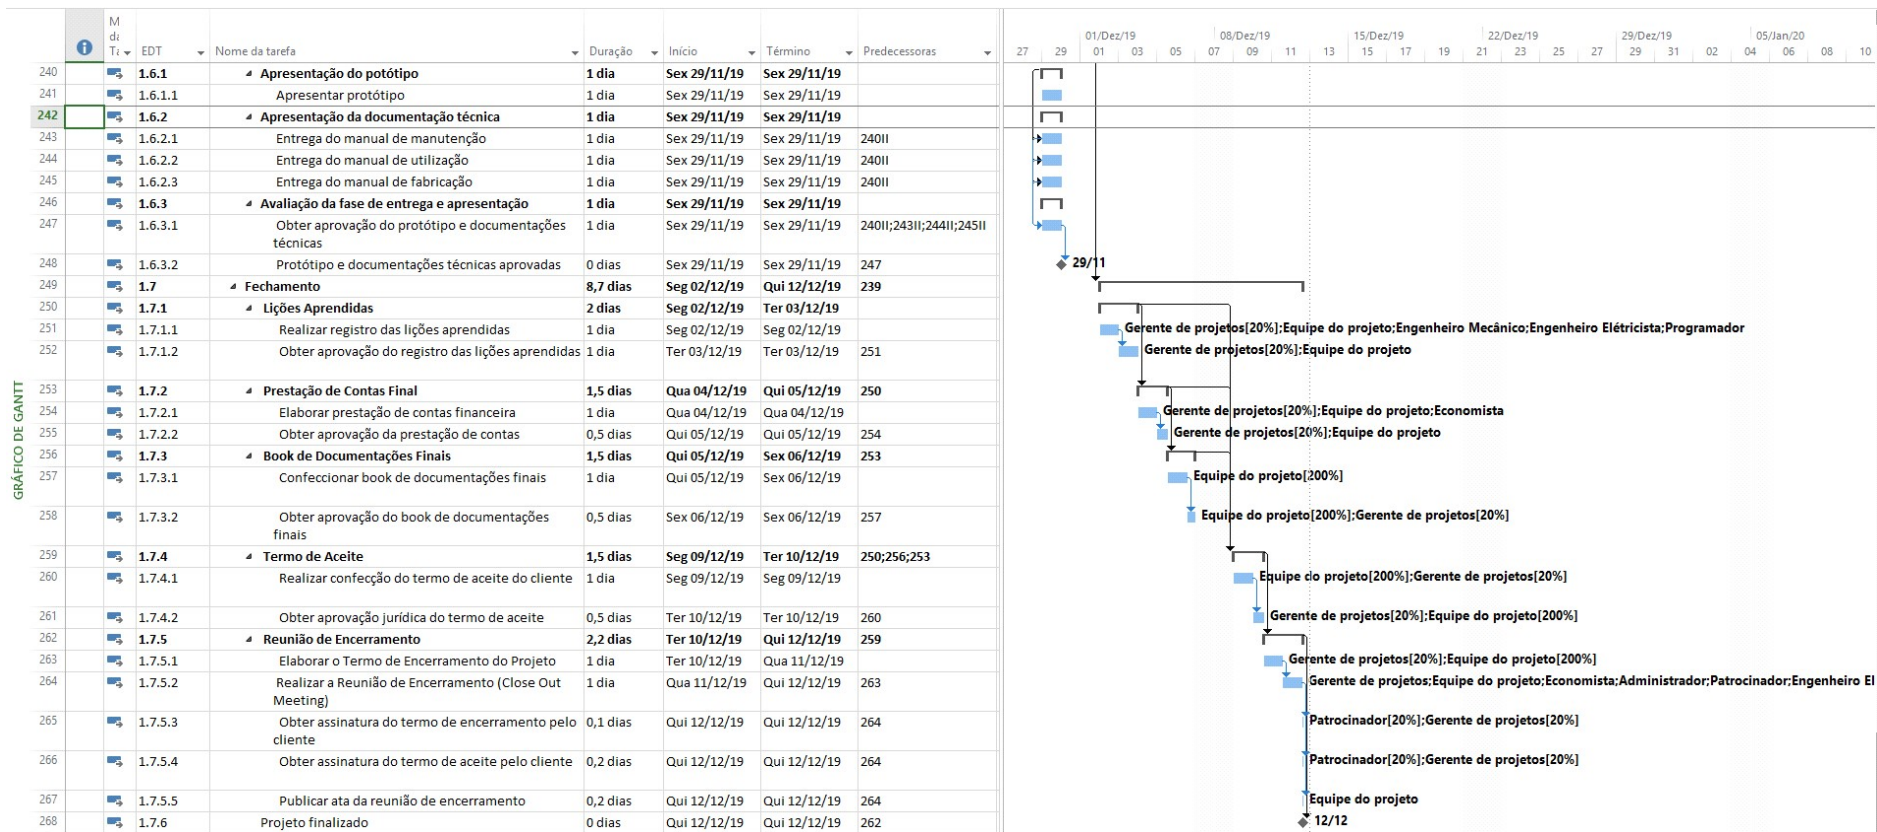 GRÁFICO DE GANTT
M
da
Ta EDT Nome da tarefa Duração Início Término Predecessoras
01/Dez/19 08/Dez/19 15/Dez/19 22/Dez/19 29/Dez/19 05/Jan/20
27 29 01 03 05 07 09 11 13 15 17 19 21 23 25 27 29 31 02 04 06 08 10
240 1.6.1 Apresentação do potótipo 1 dia Sex 29/11/19 Sex 29/11/19
241 1.6.1.1 Apresentar protótipo 1 dia Sex 29/11/19 Sex 29/11/19
242 1.6.2 Apresentação da documentação técnica 1 dia Sex 29/11/19 Sex 29/11/19
243 1.6.2.1 Entrega do manual de manutenção 1 dia Sex 29/11/19 Sex 29/11/19 240II
244 1.6.2.2 Entrega do manual de utilização 1 dia Sex 29/11/19 Sex 29/11/19 240II
245 1.6.2.3 Entrega do manual de fabricação 1 dia Sex 29/11/19 Sex 29/11/19 240II
246 1.6.3 Avaliação da fase de entrega e apresentação 1 dia Sex 29/11/19 Sex 29/11/19
247 1.6.3.1 Obter aprovação do protótipo e documentações 1 dia Sex 29/11/19 Sex 29/11/19 240II;243II;244II;245II
técnicas
248 1.6.3.2 Protótipo e documentações técnicas aprovadas 0 dias Sex 29/11/19 Sex 29/11/19 247 29/11
249 1.7 Fechamento 8,7 dias Seg 02/12/19 Qui 12/12/19 239
250 1.7.1 Lições Aprendidas 2 dias Seg 02/12/19 Ter 03/12/19
251 1.7.1.1 Realizar registro das lições aprendidas 1 dia Seg 02/12/19 Seg 02/12/19 Gerente de projetos[20%];Equipe do projeto;Engenheiro Mecânico;Engenheiro Elétricista;Programador
252 1.7.1.2 Obter aprovação do registro das lições aprendidas 1 dia Ter 03/12/19 Ter 03/12/19 251 Gerente de projetos[20%];Equipe do projeto
253 1.7.2 Prestação de Contas Final 1,5 dias Qua 04/12/19 Qui 05/12/19 250
254 1.7.2.1 Elaborar prestação de contas financeira 1 dia Qua 04/12/19 Qua 04/12/19 Gerente de projetos[20%];Equipe do projeto;Economista
255 1.7.2.2 Obter aprovação da prestação de contas 0,5 dias Qui 05/12/19 Qui 05/12/19 254 Gerente de projetos[20%];Equipe do projeto
256 1.7.3 Book de Documentações Finais 1,5 dias Qui 05/12/19 Sex 06/12/19 253
257 1.7.3.1 Confeccionar book de documentações finais 1 dia Qui 05/12/19 Sex 06/12/19 Equipe do projeto[200%]
258 1.7.3.2 Obter aprovação do book de documentações 0,5 dias Sex 06/12/19 Sex 06/12/19 257 Equipe do projeto[200%];Gerente de projetos[20%]
finais
259 1.7.4 Termo de Aceite 1,5 dias Seg 09/12/19 Ter 10/12/19 250;256;253
260 1.7.4.1 Realizar confecção do termo de aceite do cliente 1 dia Seg 09/12/19 Seg 09/12/19 Equipe do projeto[200%];Gerente de projetos[20%]
261 1.7.4.2 Obter aprovação jurídica do termo de aceite 0,5 dias Ter 10/12/19 Ter 10/12/19 260 Gerente de projetos[20%];Equipe do projeto[200%]
262 1.7.5 Reunião de Encerramento 2,2 dias Ter 10/12/19 Qui 12/12/19 259
263 1.7.5.1 Elaborar o Termo de Encerramento do Projeto 1 dia Ter 10/12/19 Qua 11/12/19 Gerente de projetos[20%];Equipe do projeto[200%]
264 1.7.5.2 Realizar a Reunião de Encerramento (Close Out 1 dia Qua 11/12/19 Qui 12/12/19 263 Gerente de projetos;Equipe do projeto;Economista;Administrador;Patrocinador;Engenheiro El
Meeting)
265 1.7.5.3 Obter assinatura do termo de encerramento pelo 0,1 dias Qui 12/12/19 Qui 12/12/19 264 Patrocinador[20%];Gerente de projetos[20%]
cliente
266 1.7.5.4 Obter assinatura do termo de aceite pelo cliente 0,2 dias Qui 12/12/19 Qui 12/12/19 264 Patrocinador[20%];Gerente de projetos[20%]
267 1.7.5.5 Publicar ata da reunião de encerramento 0,2 dias Qui 12/12/19 Qui 12/12/19 264 Equipe do projeto
268 1.7.6 Projeto finalizado 0 dias Qui 12/12/19 Qui 12/12/19 262 12/12